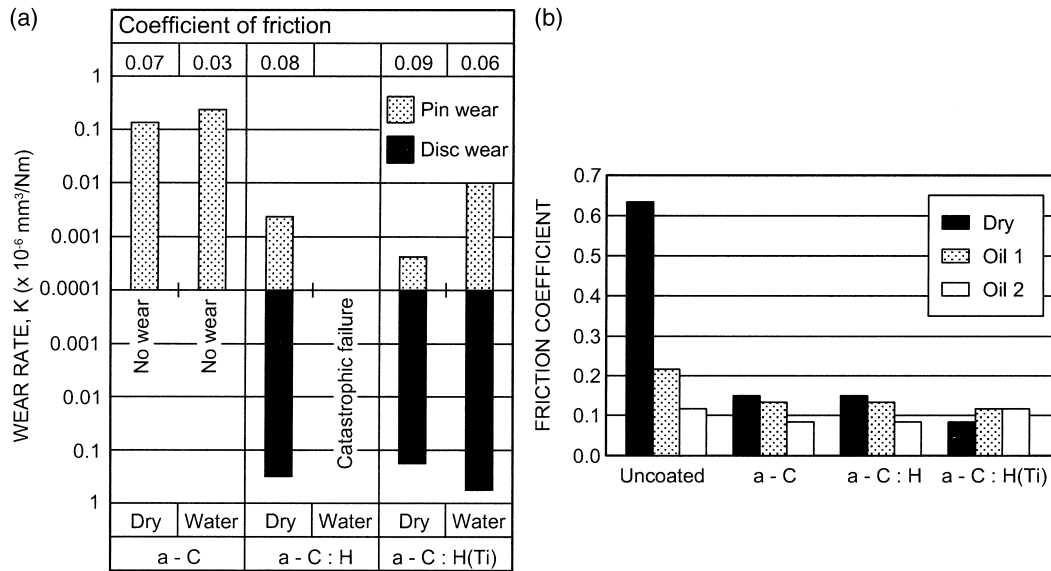 (a)
Coefficient of friction
0.07 0.03 0.08 0.09 0.06
WEAR RATE, K (x 10⁻⁶ mm³/Nm)
1
0.1
0.01
0.001
0.0001
0.001
0.01
0.1
1
Pin wear
Disc wear
No wear
No wear
Catastrophic failure
Dry Water Dry Water Dry Water
a - C a - C : H a - C : H(Ti)
(b)
FRICTION COEFFICIENT
0.7
0.6
0.5
0.4
0.3
0.2
0.1
0.0
Dry
Oil 1
Oil 2
Uncoated a - C a - C : H a - C : H(Ti)